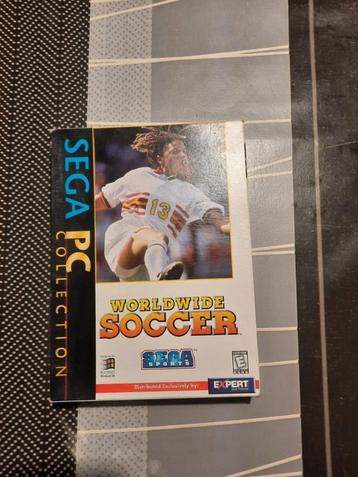 SEGA PC
COLLECTION
13
WORLDWIDE
SOCCER
SEGA
SPORTS
Distributed Exclusively by:
EXPERT
E